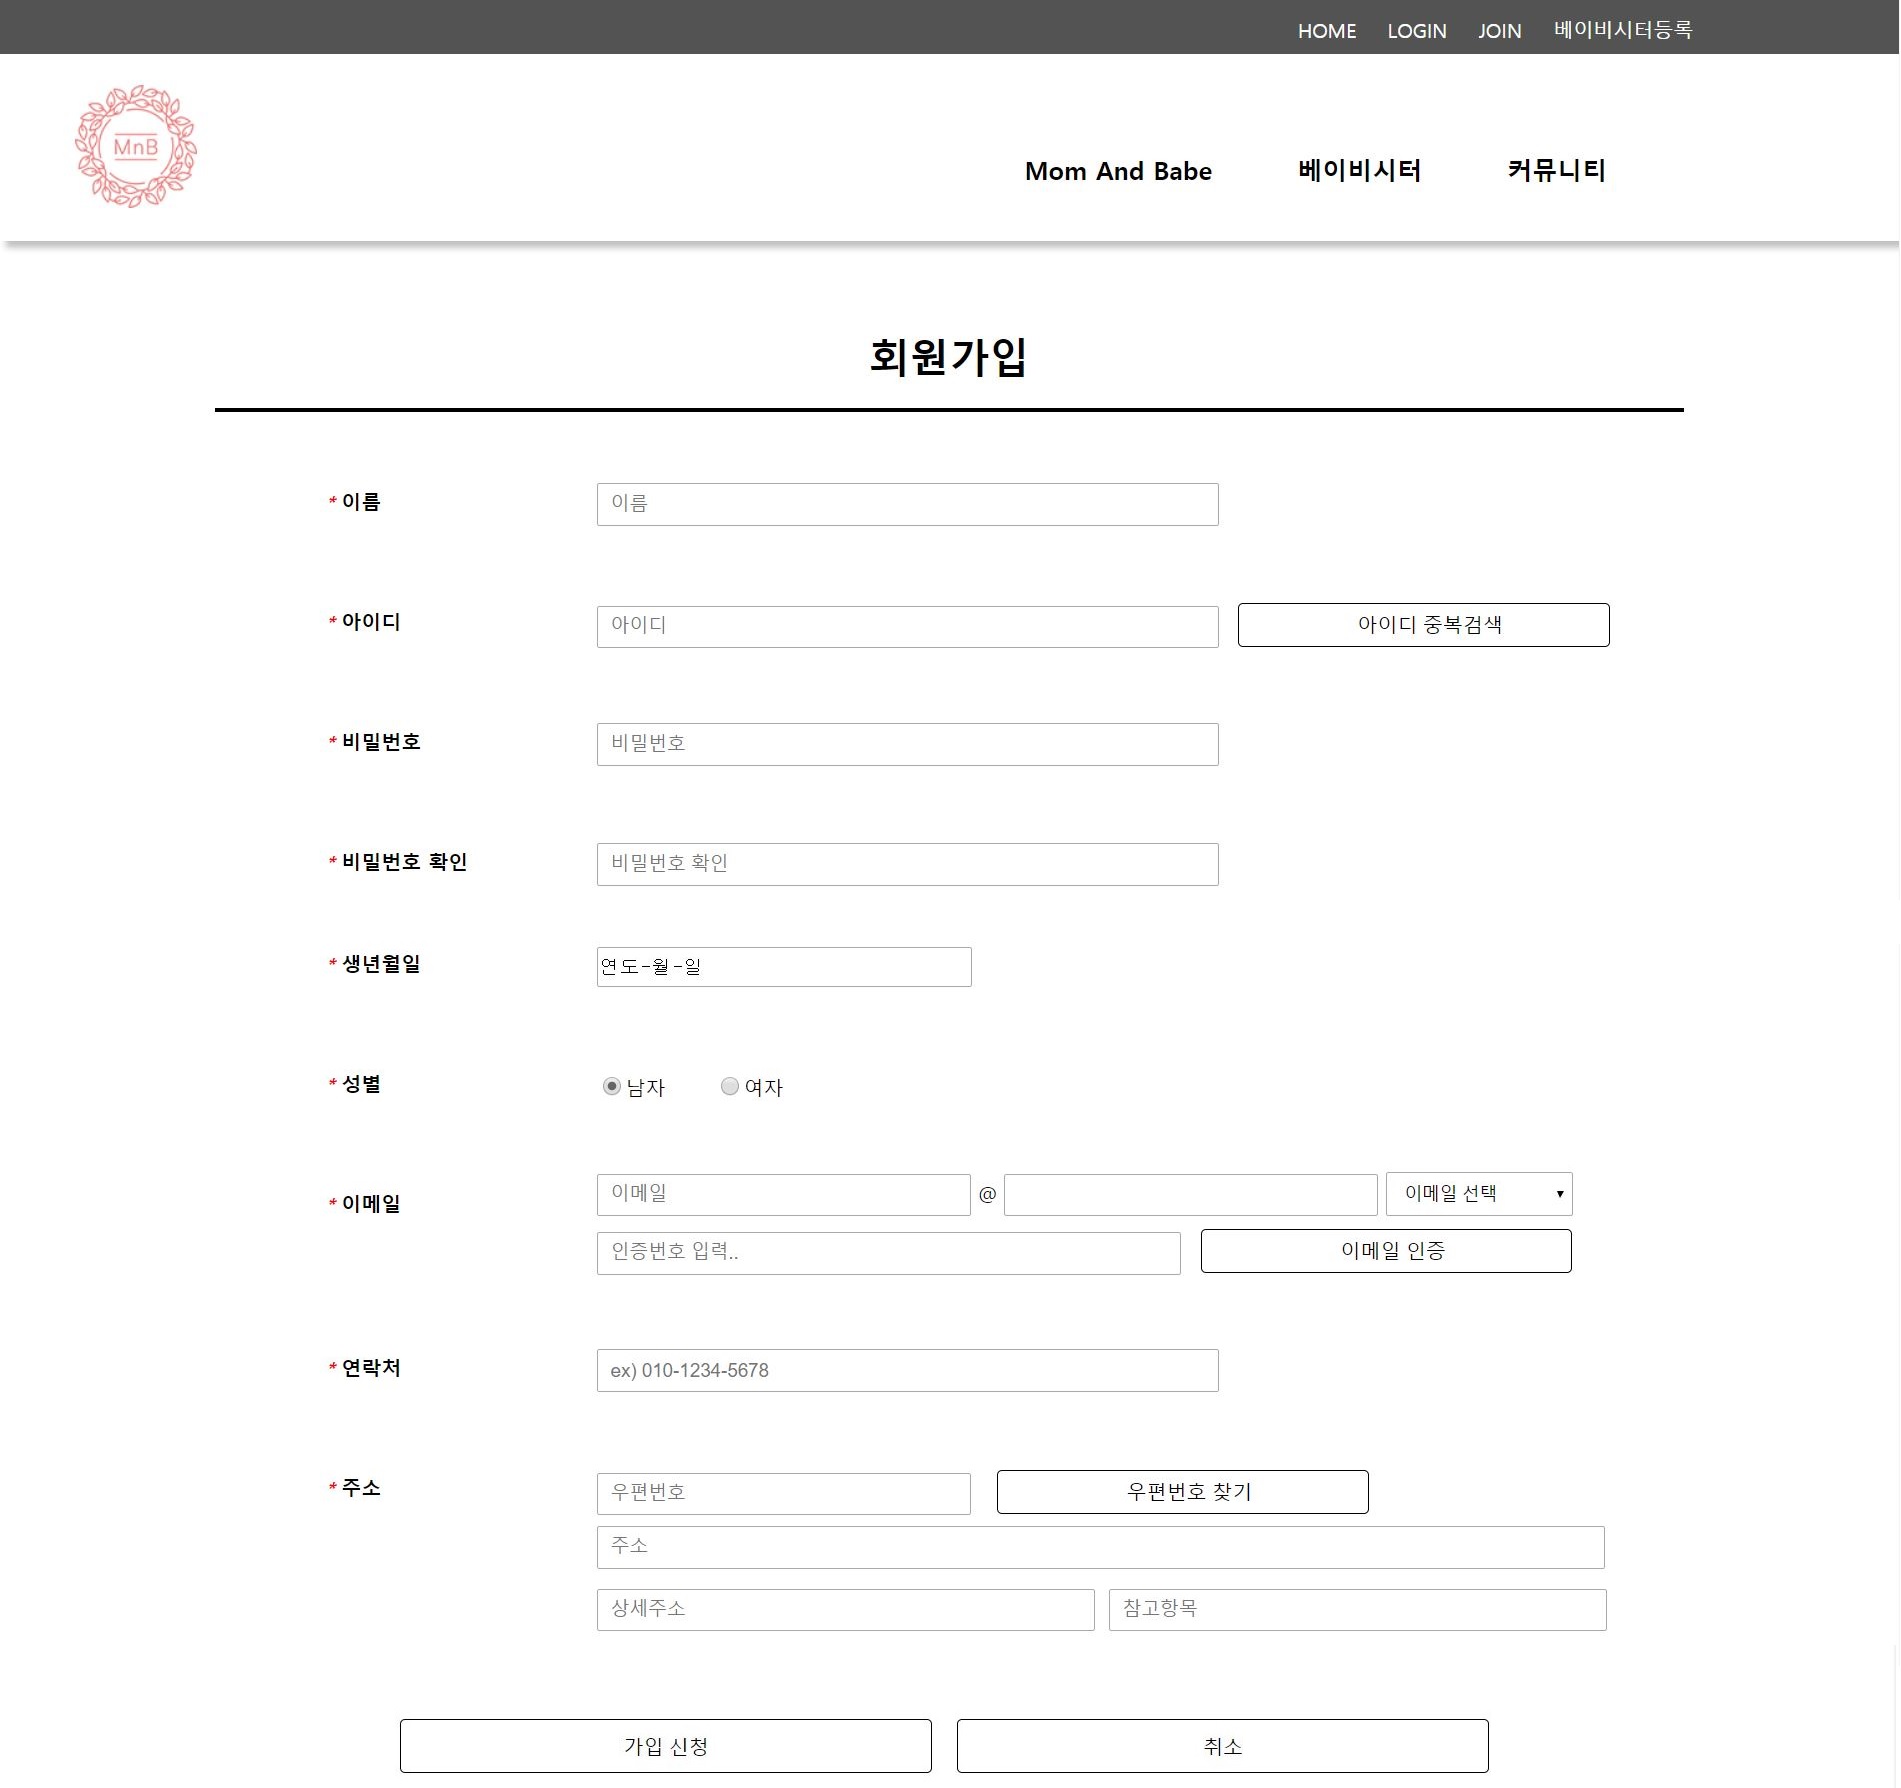 HOME LOGIN JOIN 베이비시터등록
MnB
Mom And Babe 베이비시터 커뮤니티
회원가입
* 이름 이름
* 아이디 아이디 아이디 중복검색
* 비밀번호 비밀번호
* 비밀번호 확인 비밀번호 확인
* 생년월일 연도-월-일
* 성별 남자 여자
* 이메일 이메일 @ 이메일 선택
인증번호 입력.. 이메일 인증
* 연락처 ex) 010-1234-5678
* 주소 우편번호 우편번호 찾기
주소
상세주소 참고항목
가입 신청 취소